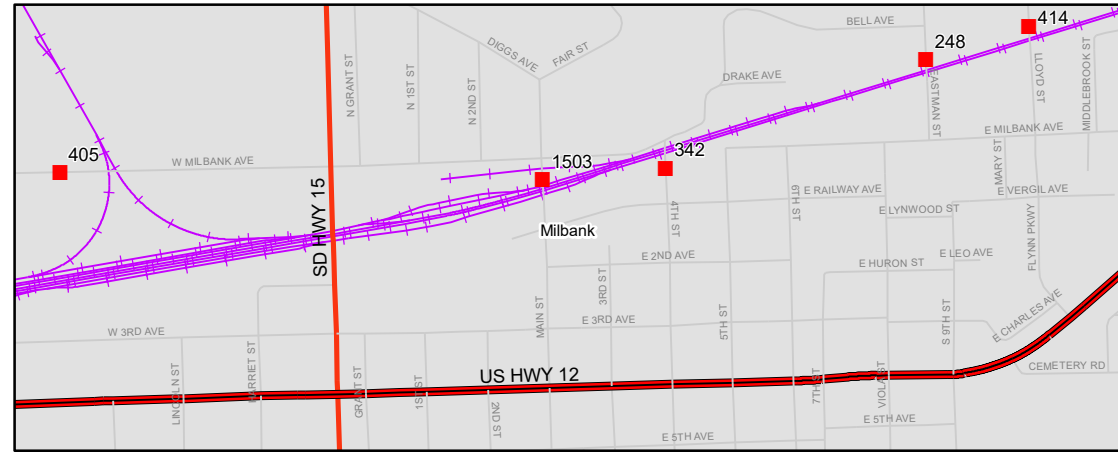 BELL AVE
414
DIGGS AVE
FAIR ST
248
LLOYD ST
MIDDLEBROOK ST
N GRANT ST
N 1ST ST
N 2ND ST
DRAKE AVE
EASTMAN ST
E MILBANK AVE
405
W MILBANK AVE
1503
342
MARY ST
6TH ST
E RAILWAY AVE
E VERGIL AVE
4TH ST
E LYNWOOD ST
SD HWY 15
Milbank
FLYNN PKWY
E 2ND AVE
E LEO AVE
E HURON ST
3RD ST
MAIN ST
E 3RD AVE
5TH ST
S 9TH ST
E CHARLES AVE
W 3RD AVE
CEMETERY RD
US HWY 12
LINCOLN ST
HARRIET ST
GRANT ST
1ST ST
2ND ST
7TH ST
VIOLA ST
E 5TH AVE
E 5TH AVE